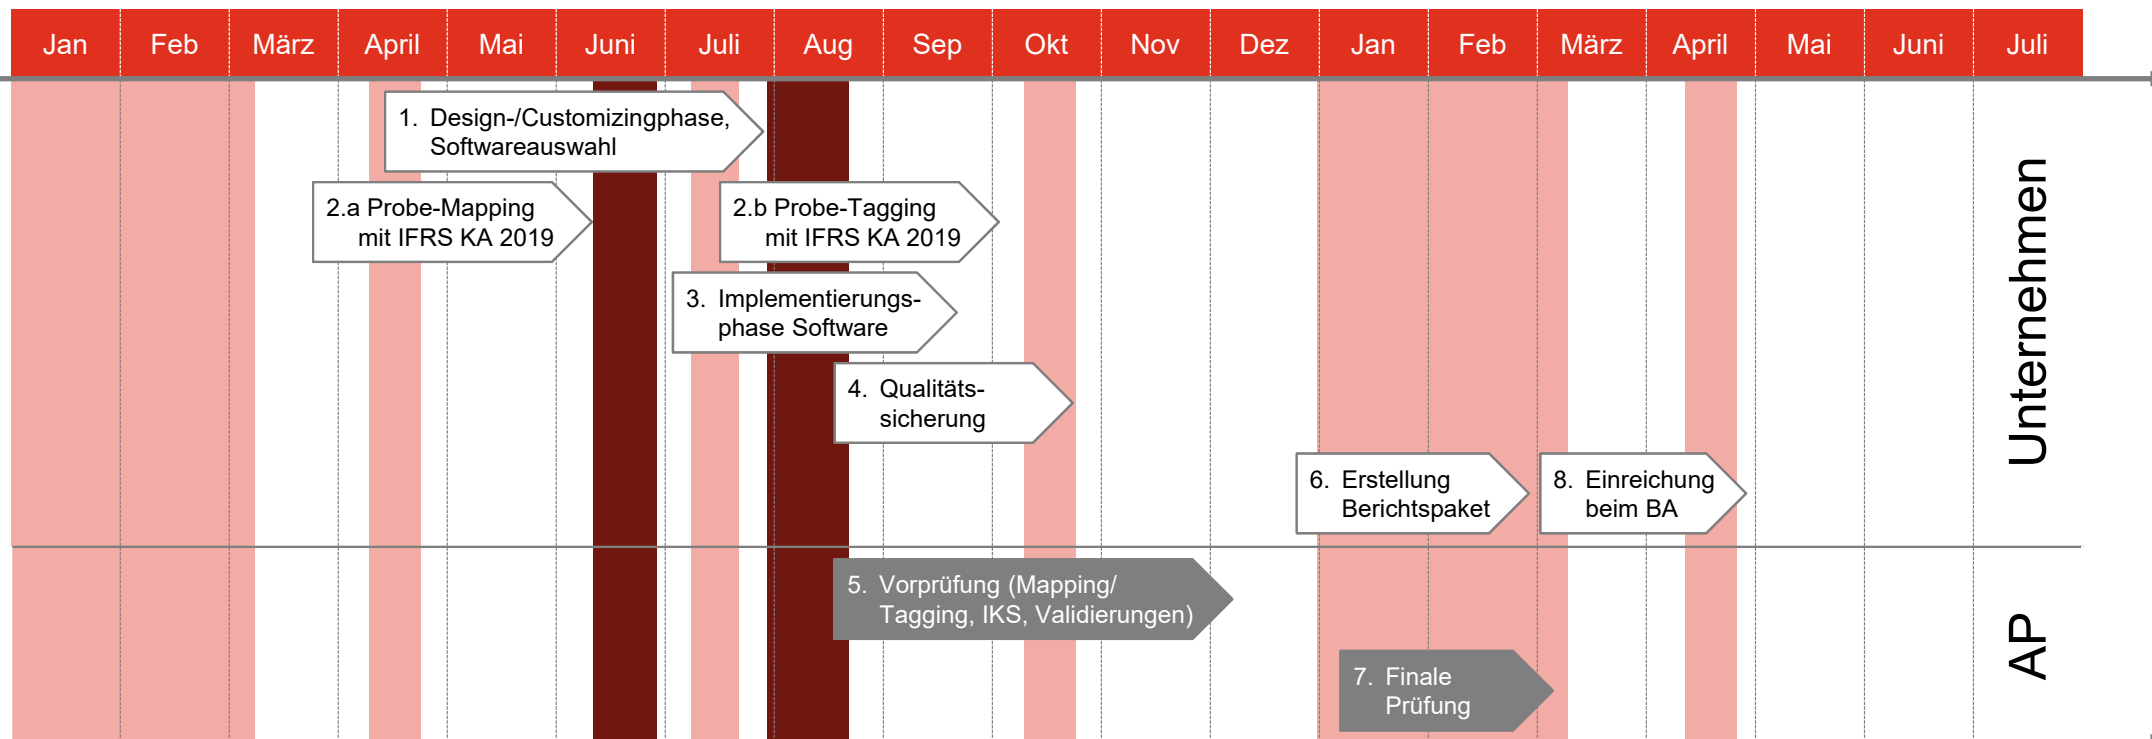 Jan Feb März April Mai Juni Juli Aug Sep Okt Nov Dez Jan Feb März April Mai Juni Juli
1. Design-/Customizingphase,
Softwareauswahl
2.a Probe-Mapping
mit IFRS KA 2019
2.b Probe-Tagging
mit IFRS KA 2019
3. Implementierungs-
phase Software
4. Qualitäts-
sicherung
6. Erstellung
Berichtspaket
8. Einreichung
beim BA
Unternehmen
5. Vorprüfung (Mapping/
Tagging, IKS, Validierungen)
7. Finale
Prüfung
AP